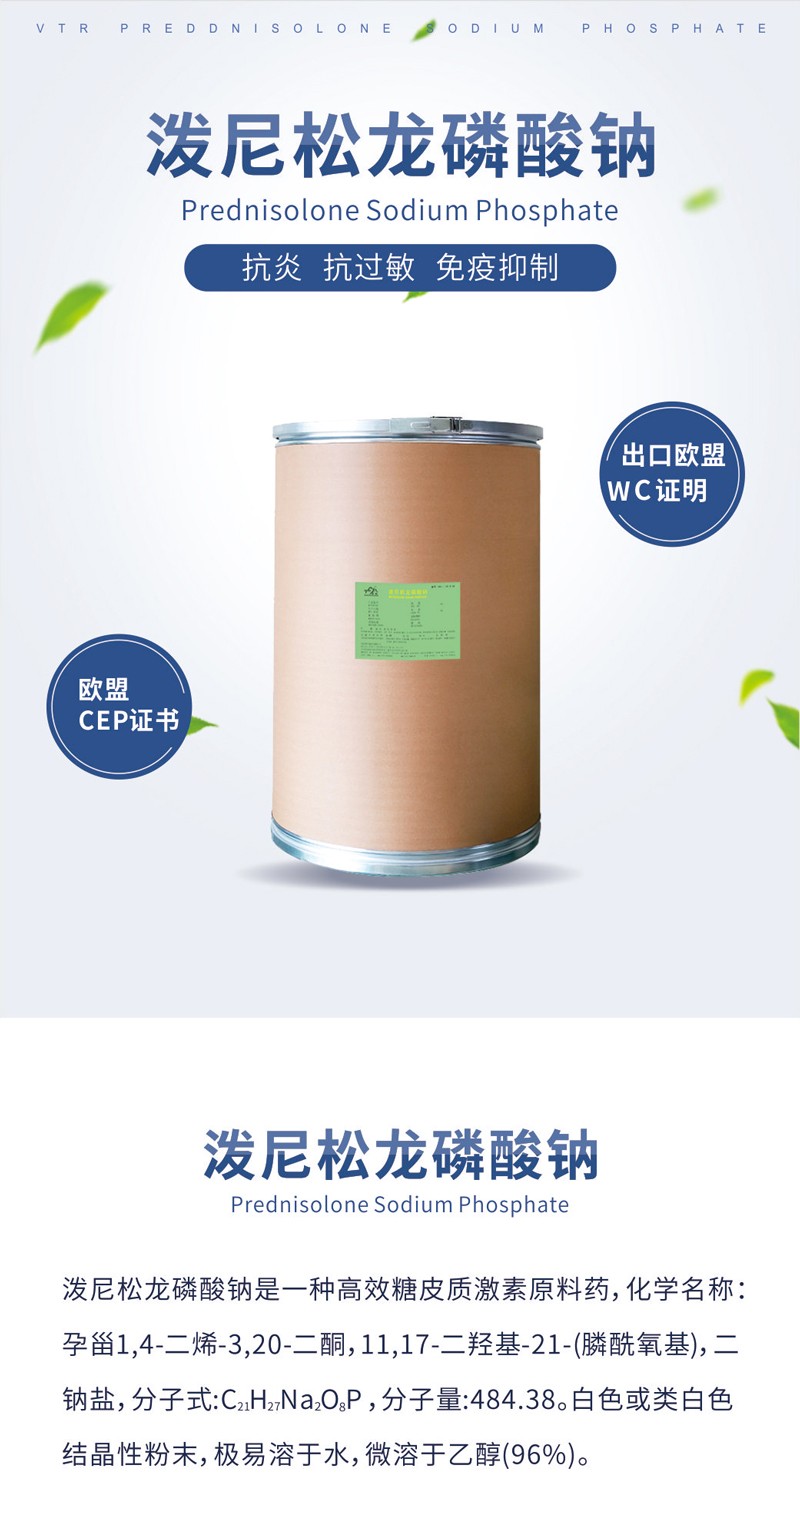 VTR PREDDNISOLONE SODIUM PHOSPHATE
泼尼松龙磷酸钠
Prednisolone Sodium Phosphate
抗炎 抗过敏 免疫抑制
出口欧盟
WC证明
欧盟
CEP证书
泼尼松龙磷酸钠
Prednisolone Sodium Phosphate
泼尼松龙磷酸钠是一种高效糖皮质激素原料药，化学名称：
孕甾1,4-二烯-3,20-二酮，11,17-二羟基-21-(膦酰氧基)，二
钠盐，分子式:C₂₁H₂₇Na₂O₈P，分子量:484.38。白色或类白色
结晶性粉末，极易溶于水，微溶于乙醇(96%)。